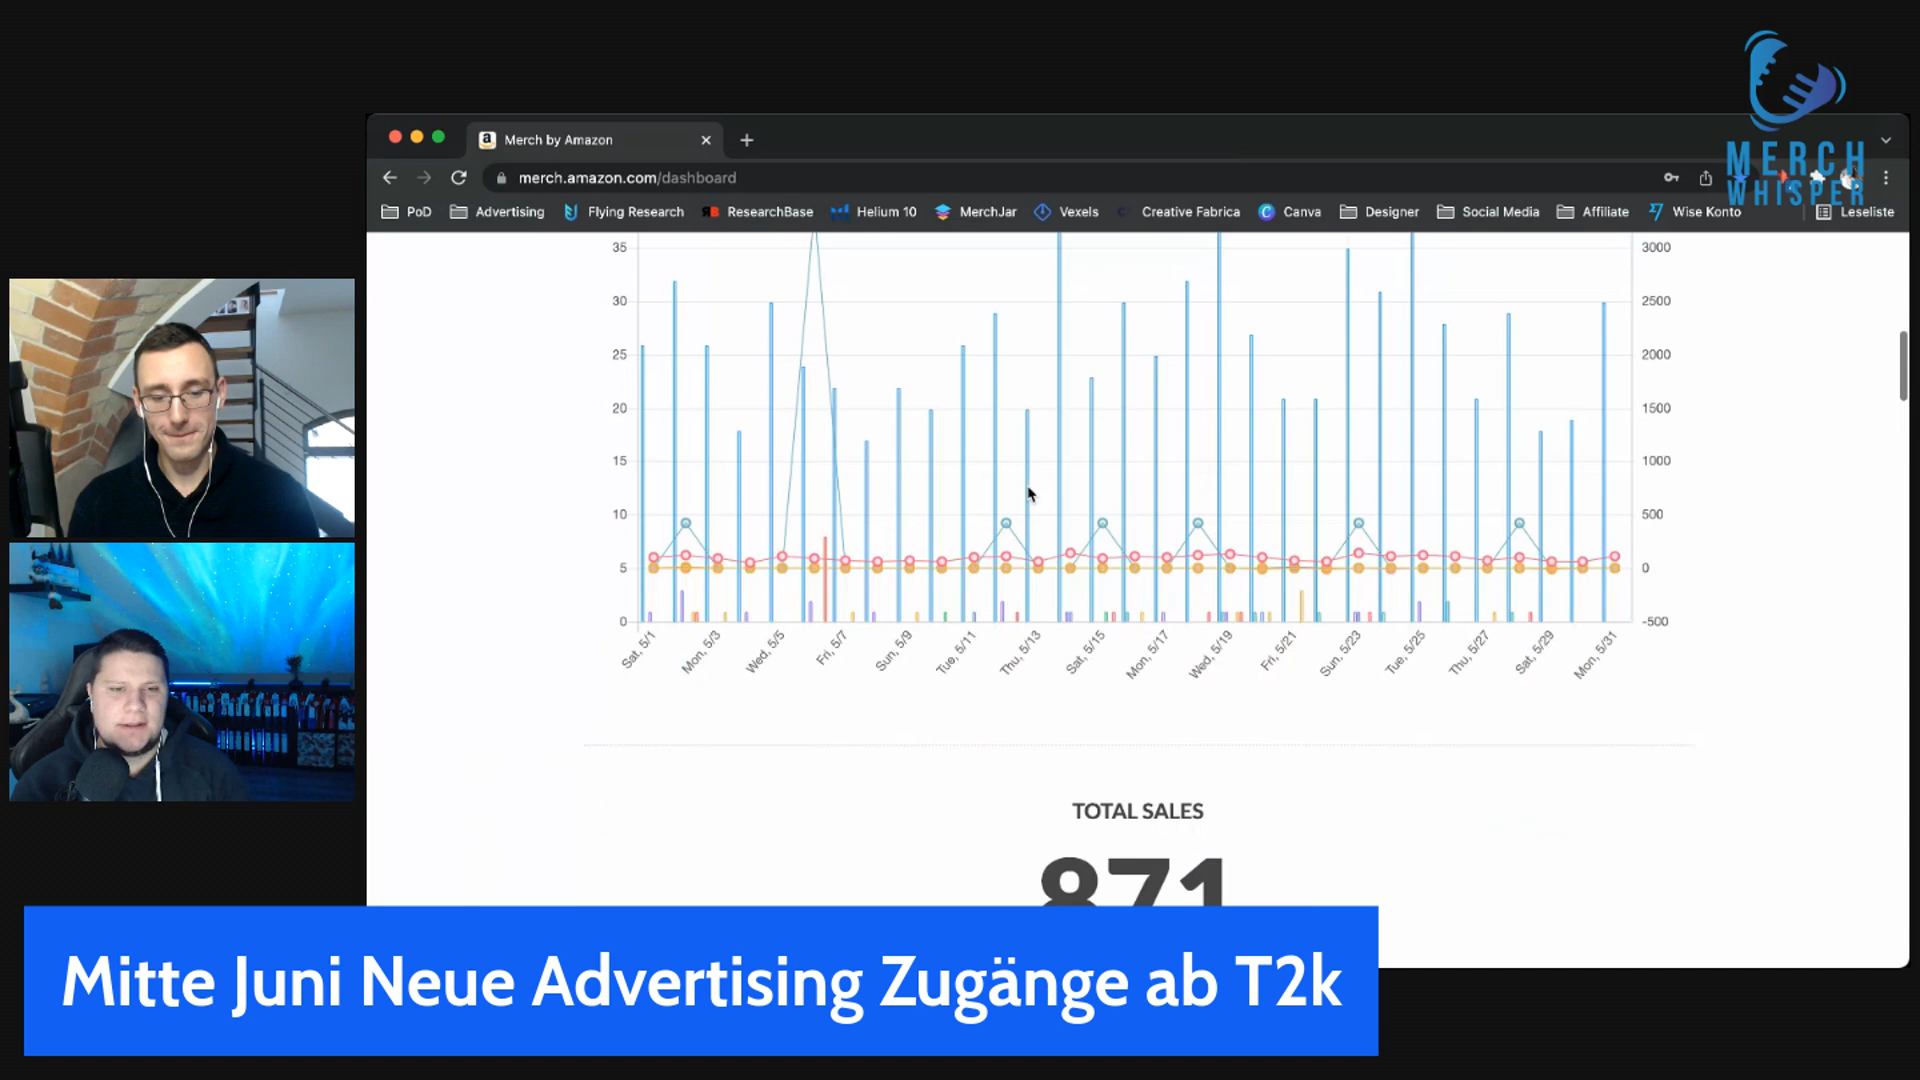 MERCH
WHISPER
Merch by Amazon
merch.amazon.com/dashboard
PoD Advertising Flying Research ResearchBase Helium 10 MerchJar Vexels Creative Fabrica Canva Designer Social Media Affiliate Wise Konto Leseliste
35 3000
30 2500
25 2000
20 1500
15 1000
10 500
5 0
0 -500
Sat, 5/1 Mon, 5/3 Wed, 5/5 Fri, 5/7 Sun, 5/9 Tue, 5/11 Thu, 5/13 Sat, 5/15 Mon, 5/17 Wed, 5/19 Fri, 5/21 Sun, 5/23 Tue, 5/25 Thu, 5/27 Sat, 5/29 Mon, 5/31
TOTAL SALES
871
Mitte Juni Neue Advertising Zugänge ab T2k